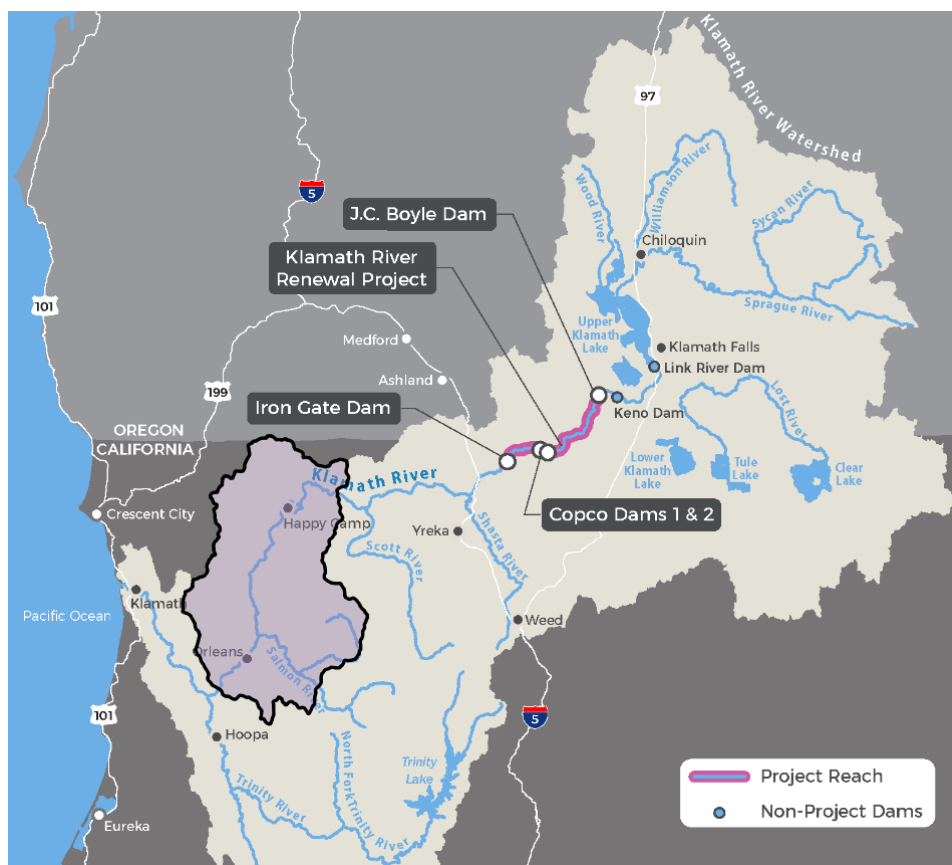 Klamath River Watershed
97
5
Wood River
Williamson River
Sycan River
J.C. Boyle Dam
Chiloquin
Klamath River
Renewal Project
101
Sprague River
Upper
Klamath
Lake
Medford
Klamath Falls
Link River Dam
Ashland
199
Iron Gate Dam
Keno Dam
Lost River
OREGON
CALIFORNIA
Lower
Klamath
Lake
Tule
Lake
Clear
Lake
Klamath River
Crescent City
Happy Camp
Copco Dams 1 & 2
Yreka
Shasta River
Scott River
Klamath
Pacific Ocean
Weed
Orleans
Salmon River
101
5
Hoopa
North Fork Trinity River
Trinity
Lake
Trinity River
Project Reach
Non-Project Dams
Eureka